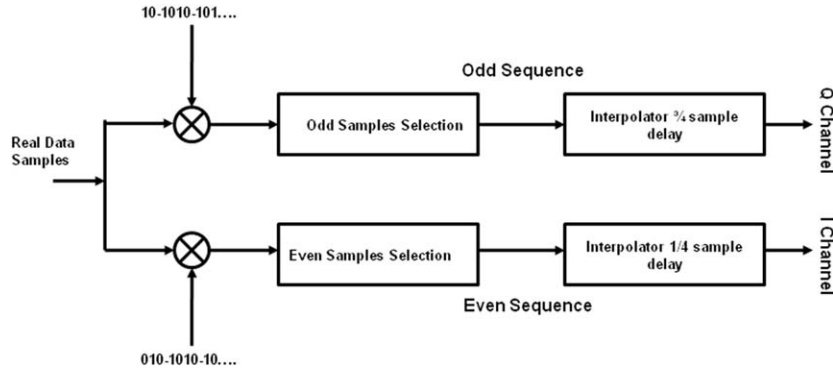 10-1010-101....
Odd Sequence
Real Data
Samples
Odd Samples Selection
Interpolator ¾ sample
delay
Q Channel
Even Samples Selection
Interpolator 1/4 sample
delay
I Channel
Even Sequence
010-1010-10....